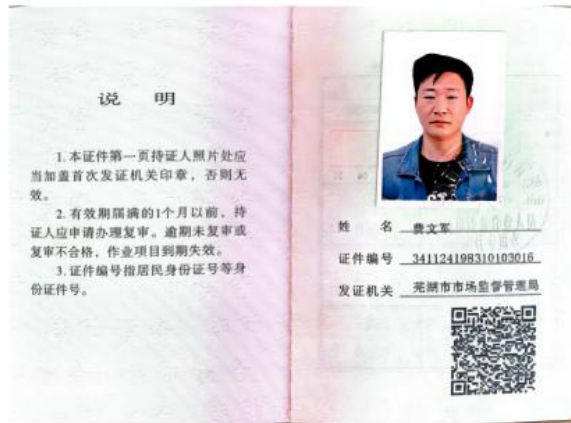 说 明
1. 本证件第一页持证人照片处应
当加盖首次发证机关印章，否则无
效。
2. 有效期届满的1个月以前，持
证人应申请办理复审。逾期未复审或
复审不合格，作业项目到期失效。
3. 证件编号指居民身份证号等身
份证件号。
姓 名 费文军
证件编号 341124198310103016
发证机关 芜湖市市场监督管理局